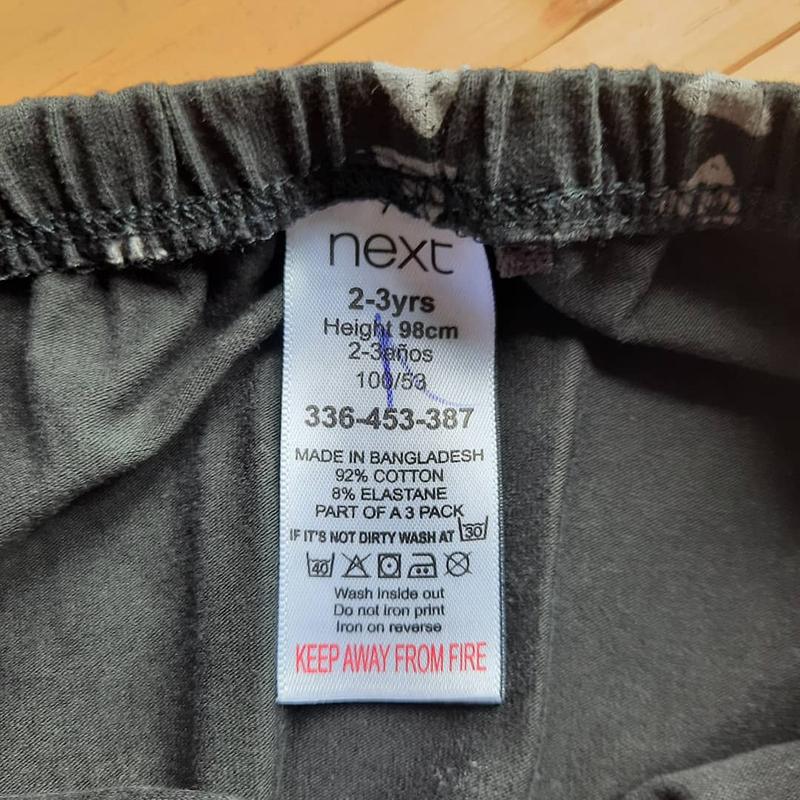 next
2-3yrs
Height 98cm
2-3años
100/53
336-453-387
MADE IN BANGLADESH
92% COTTON
8% ELASTANE
PART OF A 3 PACK
IF IT'S NOT DIRTY WASH AT 30
40
Wash inside out
Do not iron print
Iron on reverse
KEEP AWAY FROM FIRE